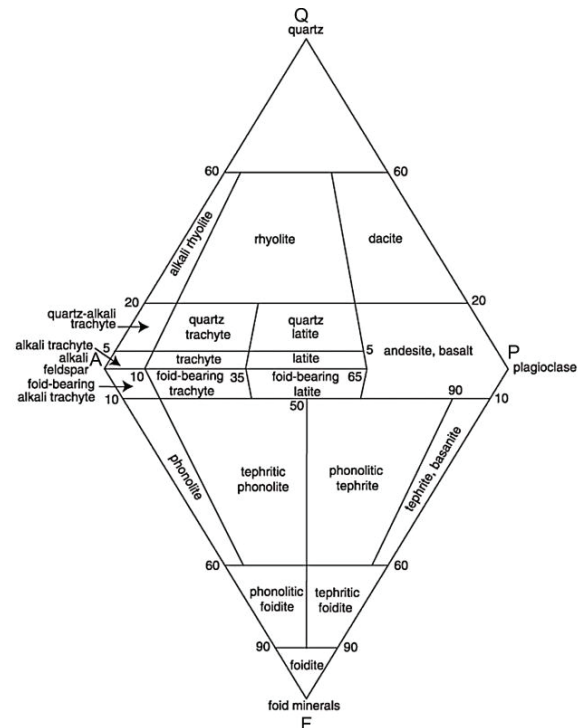 Q
quartz
60
60
alkali rhyolite
rhyolite
dacite
20
20
quartz-alkali
trachyte
quartz
trachyte
quartz
latite
5
5
alkali trachyte
trachyte
latite
andesite, basalt
P
plagioclase
A
alkali
feldspar
10
foid-bearing
trachyte
35
foid-bearing
latite
65
foid-bearing
alkali trachyte
90
10
10
50
phonolite
tephritic
phonolite
phonolitic
tephrite
tephrite, basanite
60
60
phonolitic
foidite
tephritic
foidite
90
90
foidite
foid minerals
F